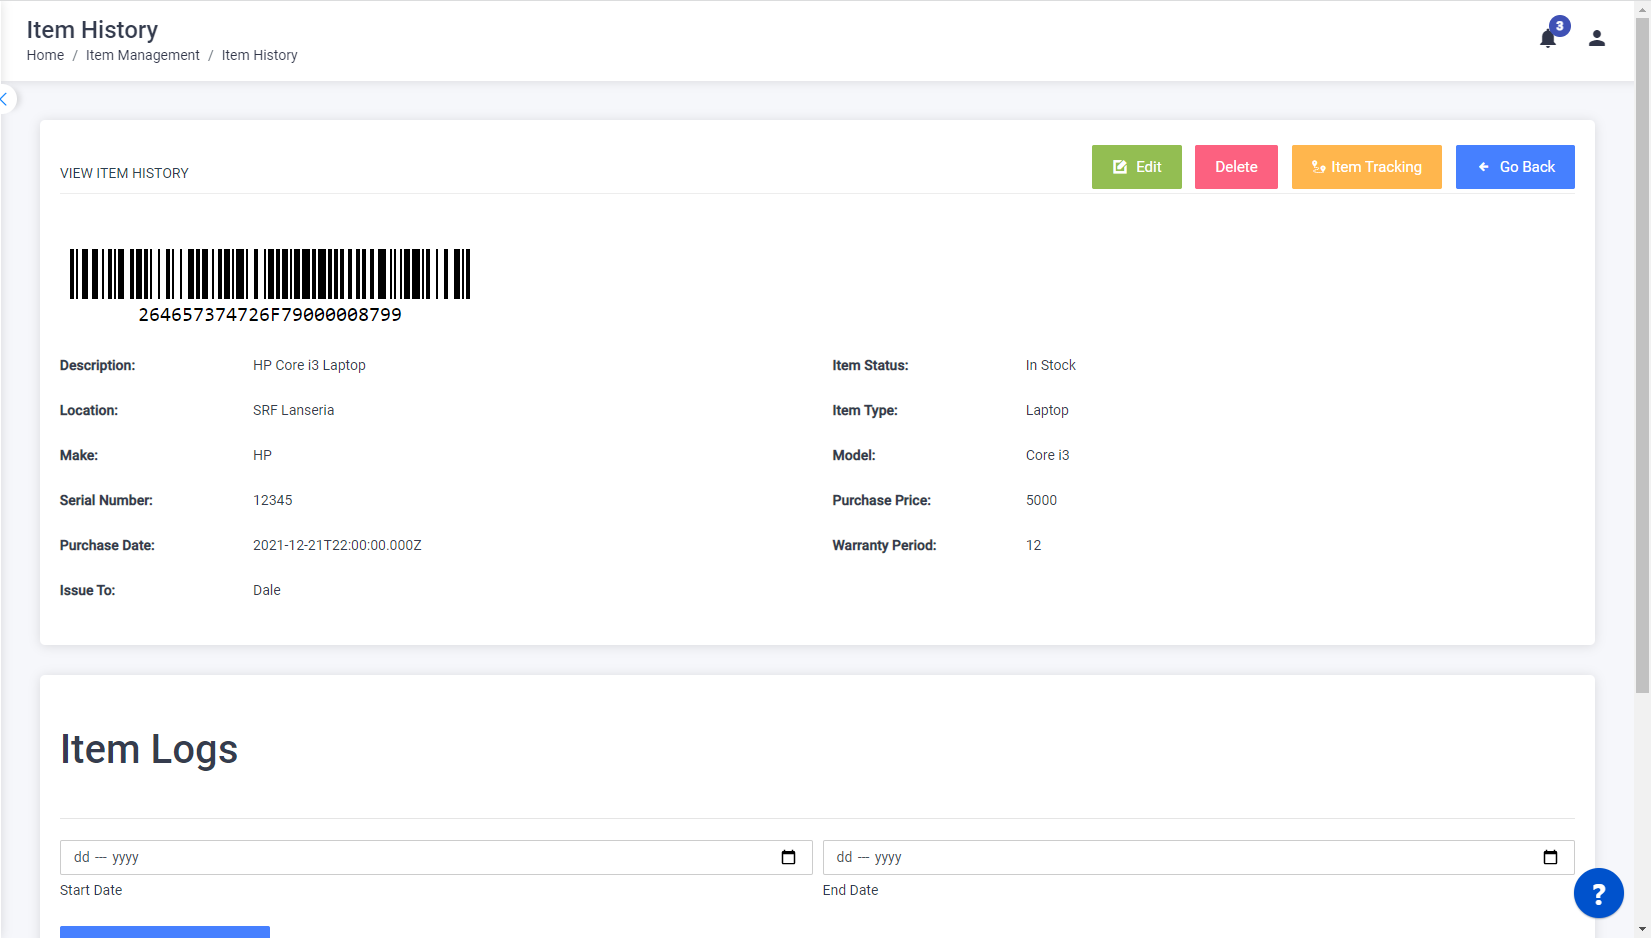 Item History
Home / Item Management / Item History
3
VIEW ITEM HISTORY
Edit
Delete
Item Tracking
Go Back
264657374726F79000008799
Description: HP Core i3 Laptop
Item Status: In Stock
Location: SRF Lanseria
Item Type: Laptop
Make: HP
Model: Core i3
Serial Number: 12345
Purchase Price: 5000
Purchase Date: 2021-12-21T22:00:00.000Z
Warranty Period: 12
Issue To: Dale
Item Logs
dd --- yyyy
dd --- yyyy
Start Date
End Date
?